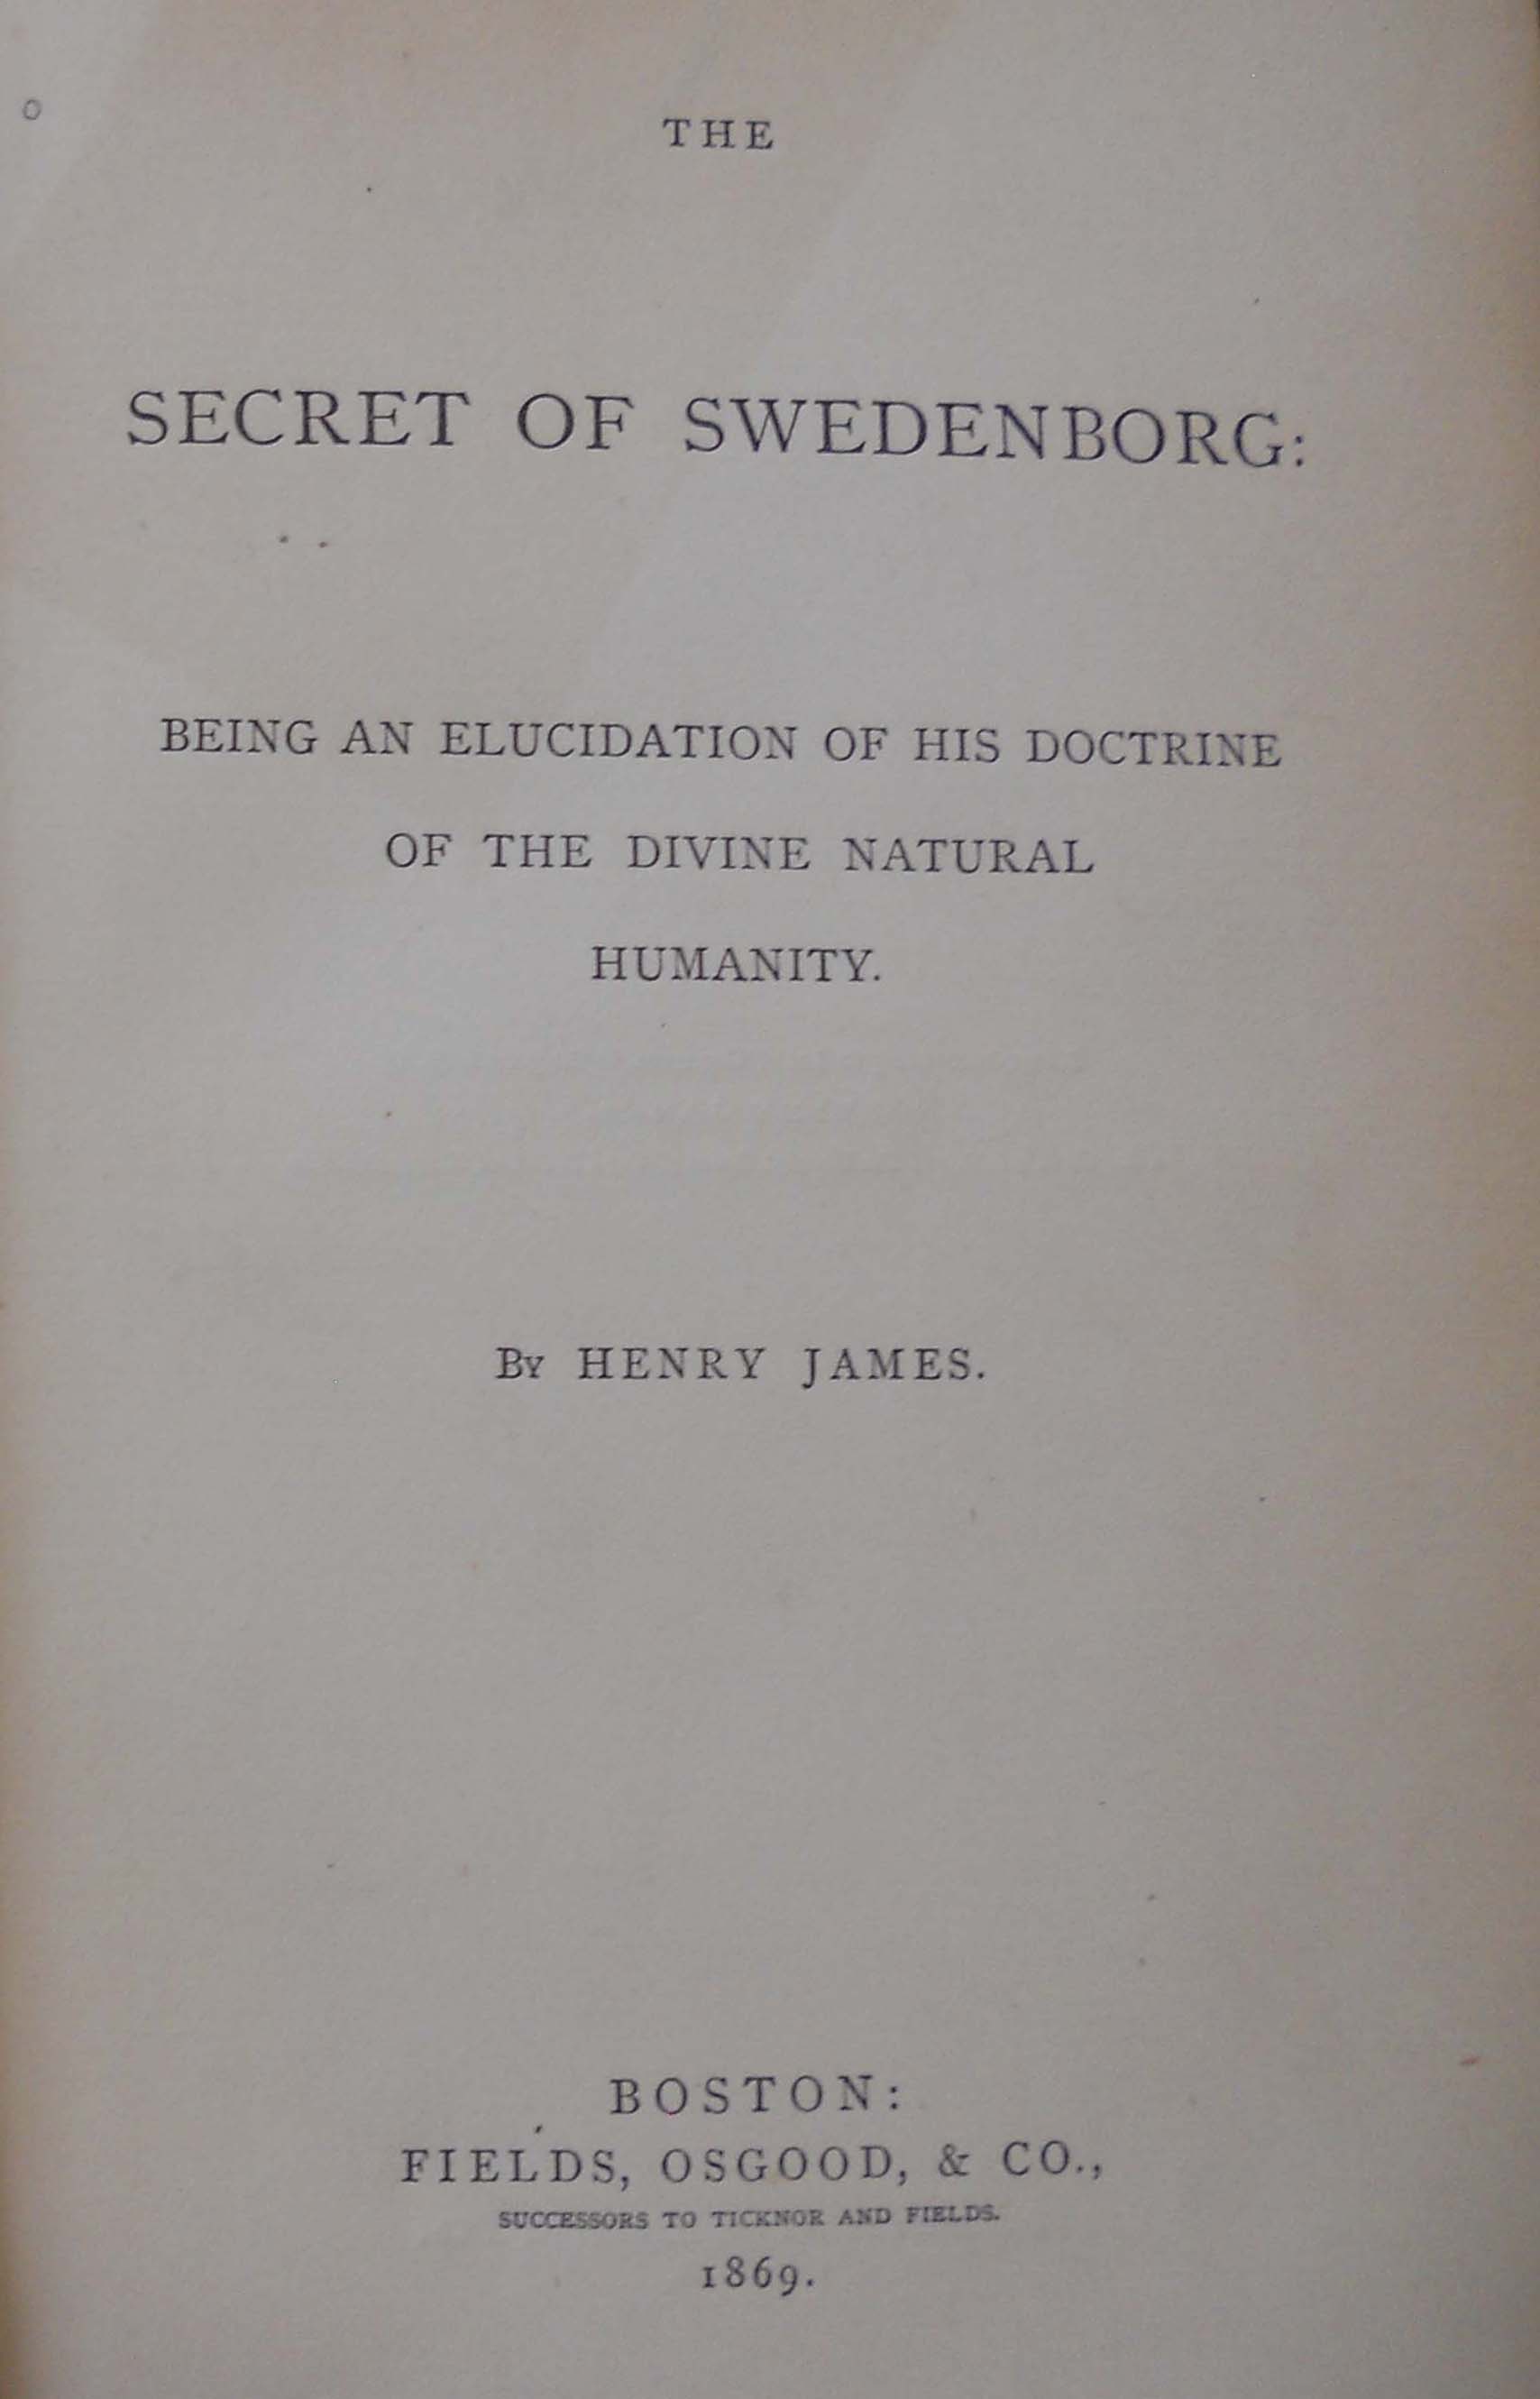 THE
SECRET OF SWEDENBORG:
BEING AN ELUCIDATION OF HIS DOCTRINE
OF THE DIVINE NATURAL
HUMANITY.
By HENRY JAMES.
BOSTON:
FIELDS, OSGOOD, & CO.,
SUCCESSORS TO TICKNOR AND FIELDS.
1869.